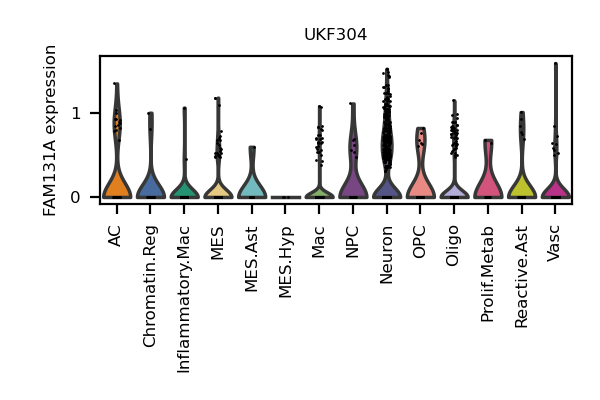 UKF304
FAM131A expression
1
0
AC
Chromatin.Reg
Inflammatory.Mac
MES
MES.Ast
MES.Hyp
Mac
NPC
Neuron
OPC
Oligo
Prolif.Metab
Reactive.Ast
Vasc